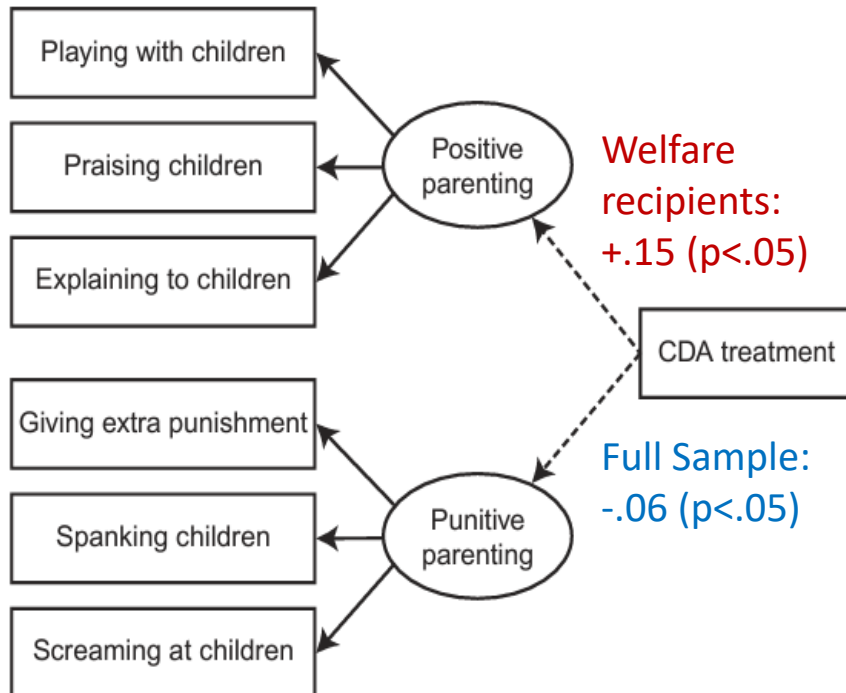 Playing with children
Praising children
Explaining to children
Positive
parenting
Welfare
recipients:
+.15 (p<.05)
CDA treatment
Giving extra punishment
Spanking children
Screaming at children
Punitive
parenting
Full Sample:
-.06 (p<.05)